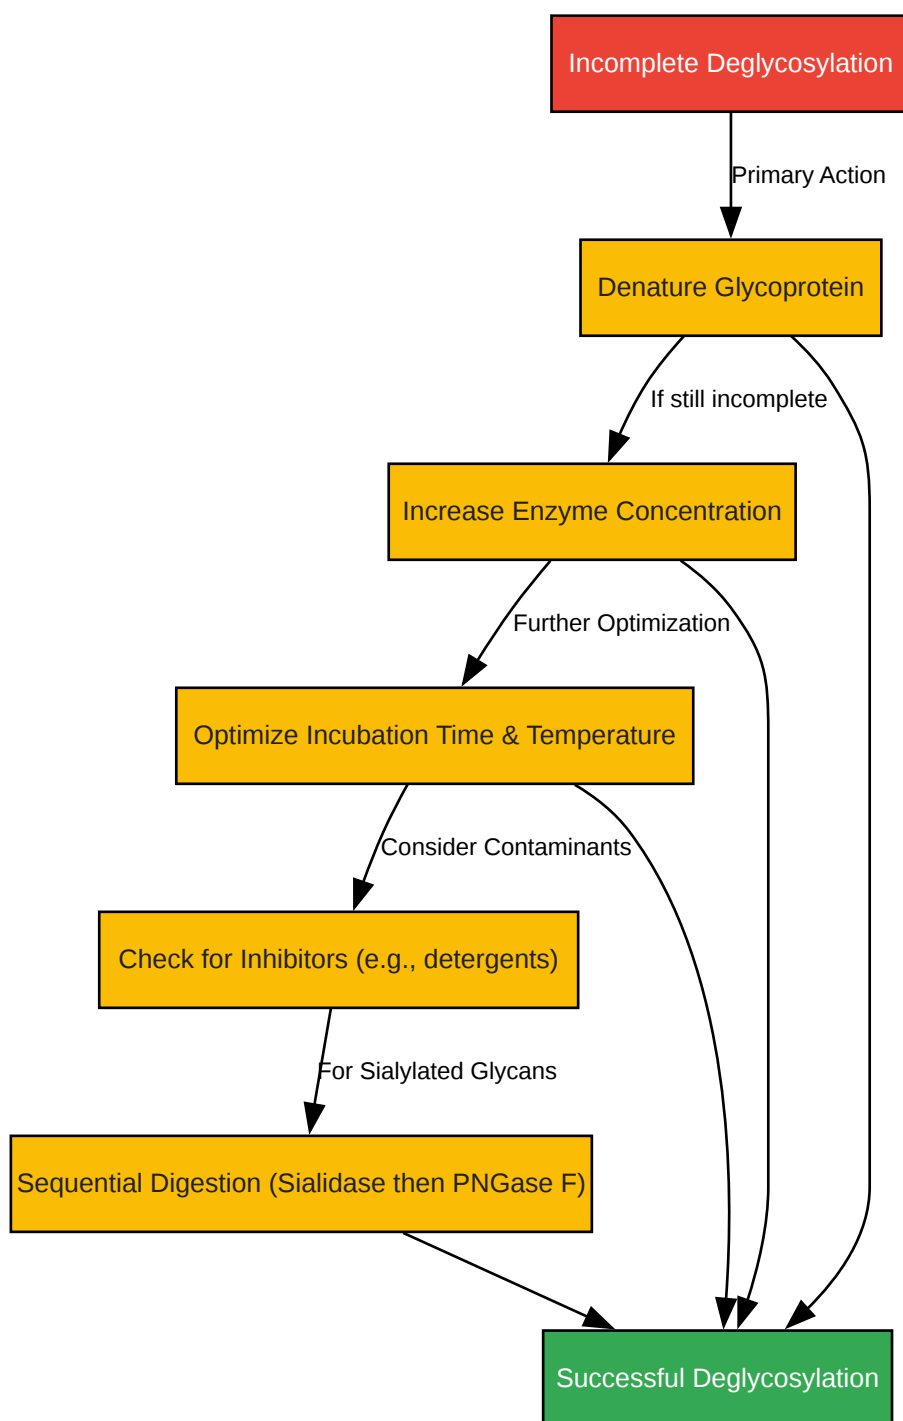 Incomplete Deglycosylation
Primary Action
Denature Glycoprotein
If still incomplete
Increase Enzyme Concentration
Further Optimization
Optimize Incubation Time & Temperature
Consider Contaminants
Check for Inhibitors (e.g., detergents)
For Sialylated Glycans
Sequential Digestion (Sialidase then PNGase F)
Successful Deglycosylation